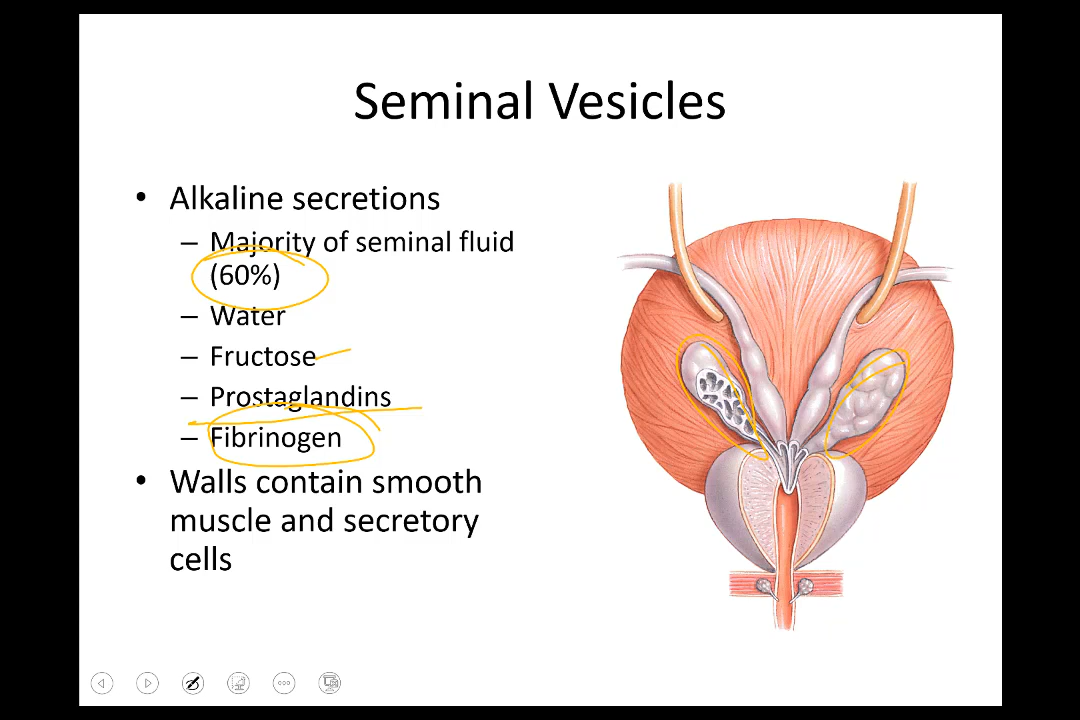 Seminal Vesicles
• Alkaline secretions
– Majority of seminal fluid
(60%)
– Water
– Fructose
– Prostaglandins
– Fibrinogen
• Walls contain smooth
muscle and secretory
cells